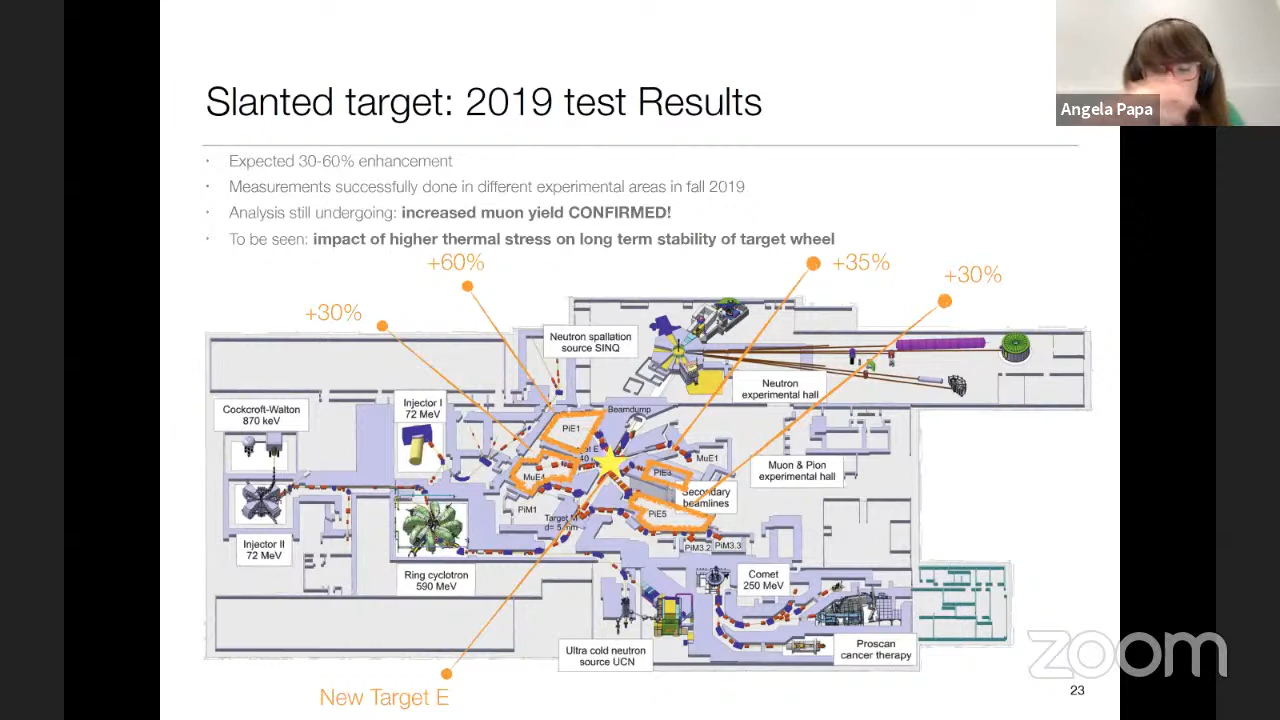 Angela Papa
Slanted target: 2019 test Results
Expected 30-60% enhancement
Measurements successfully done in different experimental areas in fall 2019
Analysis still undergoing: increased muon yield CONFIRMED!
To be seen: impact of higher thermal stress on long term stability of target wheel
+60%
+35%
+30%
+30%
Neutron spallation
source SINQ
Neutron
experimental hall
Cockcroft-Walton
870 keV
Injector I
72 MeV
Beamdump
PiE1
MuE1
MuE4
PiE3
Muon & Pion
experimental hall
Secondary
beamlines
PiM1
PiE5
Target M
d= 5 mm
PiM3.2
PiM3.3
Injector II
72 MeV
Ring cyclotron
590 MeV
Comet
250 MeV
Ultra cold neutron
source UCN
Proscan
cancer therapy
zoom
New Target E
23